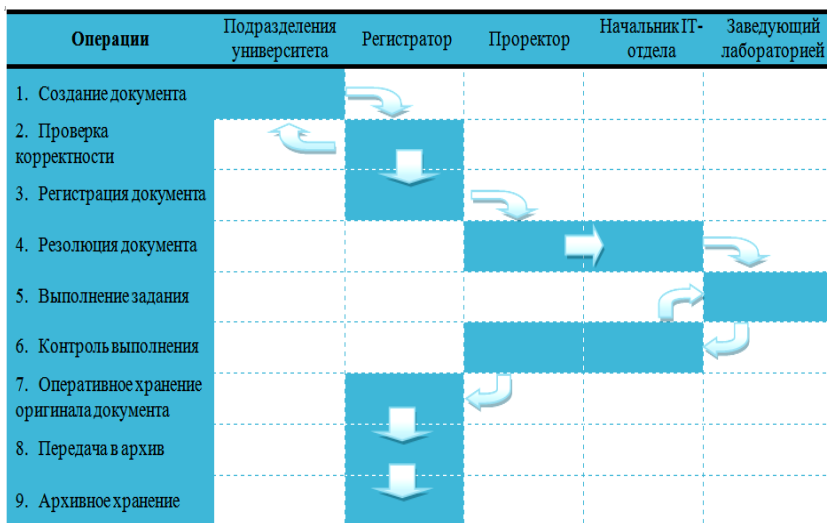 Операции
Подразделения
университета
Регистратор
Проректор
Начальник IT-
отдела
Заведующий
лабораторией
1. Создание документа
2. Проверка
корректности
3. Регистрация документа
4. Резолюция документа
5. Выполнение задания
6. Контроль выполнения
7. Оперативное хранение
оригинала документа
8. Передача в архив
9. Архивное хранение